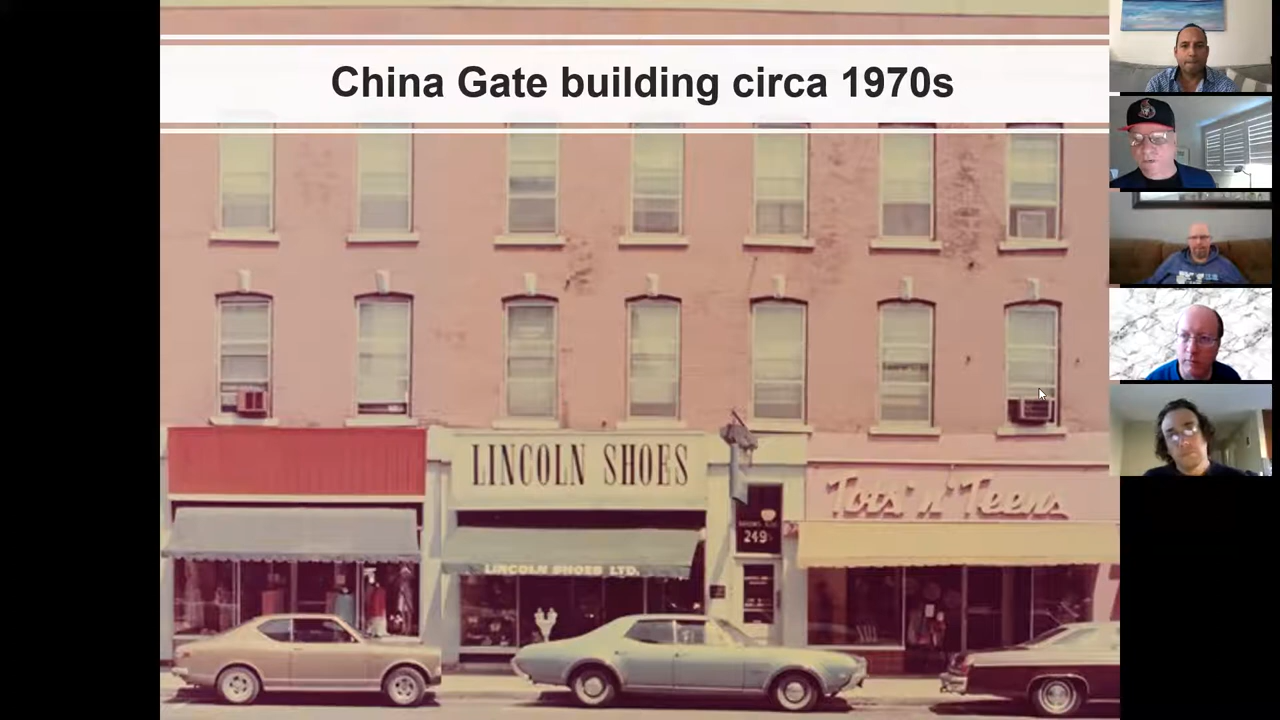 China Gate building circa 1970s
LINCOLN SHOES
Tots 'n' Teens
249
LINCOLN SHOES LTD.